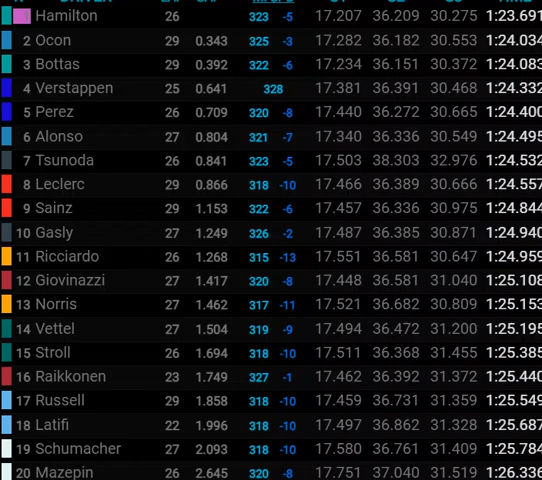 Hamilton 26 323 -5 17.207 36.209 30.275 1:23.691
2 Ocon 29 0.343 325 -3 17.282 36.182 30.553 1:24.034
3 Bottas 29 0.392 322 -6 17.234 36.151 30.372 1:24.083
4 Verstappen 25 0.641 328 17.381 36.391 30.468 1:24.332
5 Perez 26 0.709 320 -8 17.440 36.272 30.665 1:24.400
6 Alonso 27 0.804 321 -7 17.340 36.336 30.549 1:24.495
7 Tsunoda 26 0.841 323 -5 17.503 38.303 32.976 1:24.532
8 Leclerc 29 0.866 318 -10 17.466 36.389 30.666 1:24.557
9 Sainz 29 1.153 322 -6 17.457 36.336 30.975 1:24.844
10 Gasly 27 1.249 326 -2 17.487 36.385 30.871 1:24.940
11 Ricciardo 26 1.268 315 -13 17.551 36.581 30.647 1:24.959
12 Giovinazzi 27 1.417 320 -8 17.448 36.581 31.040 1:25.108
13 Norris 27 1.462 317 -11 17.521 36.682 30.809 1:25.153
14 Vettel 27 1.504 319 -9 17.494 36.472 31.200 1:25.195
15 Stroll 26 1.694 318 -10 17.511 36.368 31.455 1:25.385
16 Raikkonen 23 1.749 327 -1 17.462 36.392 31.372 1:25.440
17 Russell 29 1.858 318 -10 17.459 36.731 31.359 1:25.549
18 Latifi 22 1.996 318 -10 17.497 36.862 31.328 1:25.687
19 Schumacher 27 2.093 318 -10 17.580 36.761 31.409 1:25.784
20 Mazepin 26 2.645 320 -8 17.751 37.040 31.519 1:26.336